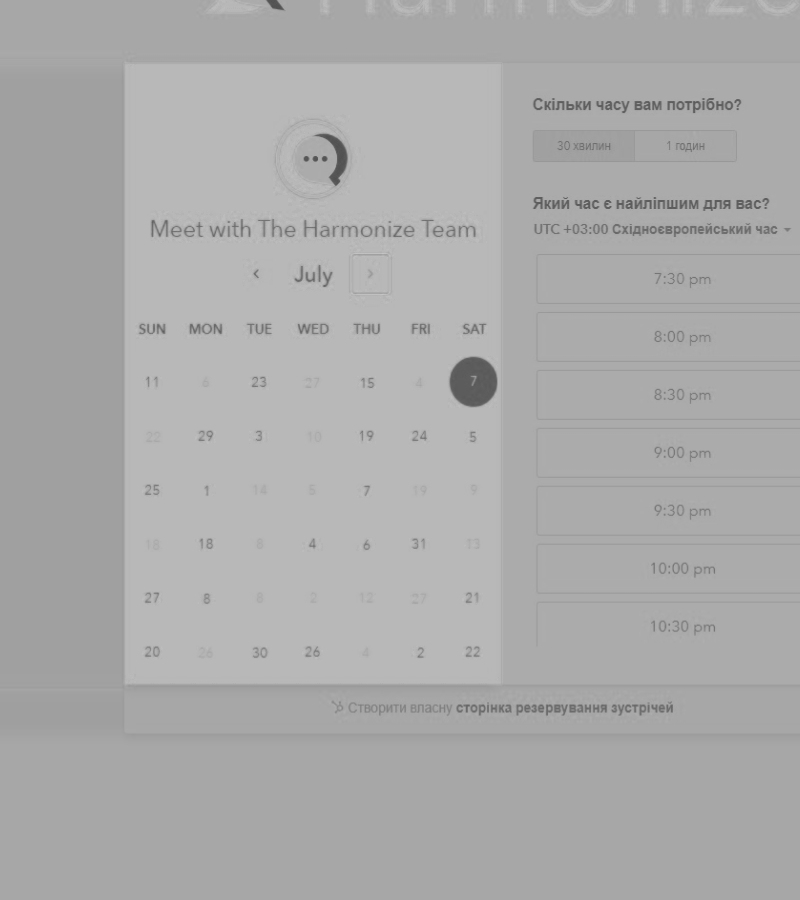 Harmonize
Meet with The Harmonize Team
‹ July ›
SUN MON TUE WED THU FRI SAT
11 6 23 27 15 4 7
22 29 3 10 19 24 5
25 1 14 5 7 19 9
18 18 8 4 6 31 13
27 8 8 2 12 27 21
20 26 30 26 4 2 22
Скільки часу вам потрібно?
30 хвилин 1 годин
Який час є найліпшим для вас?
UTC +03:00 Східноєвропейський час
7:30 pm
8:00 pm
8:30 pm
9:00 pm
9:30 pm
10:00 pm
10:30 pm
Створити власну сторінка резервування зустрічей